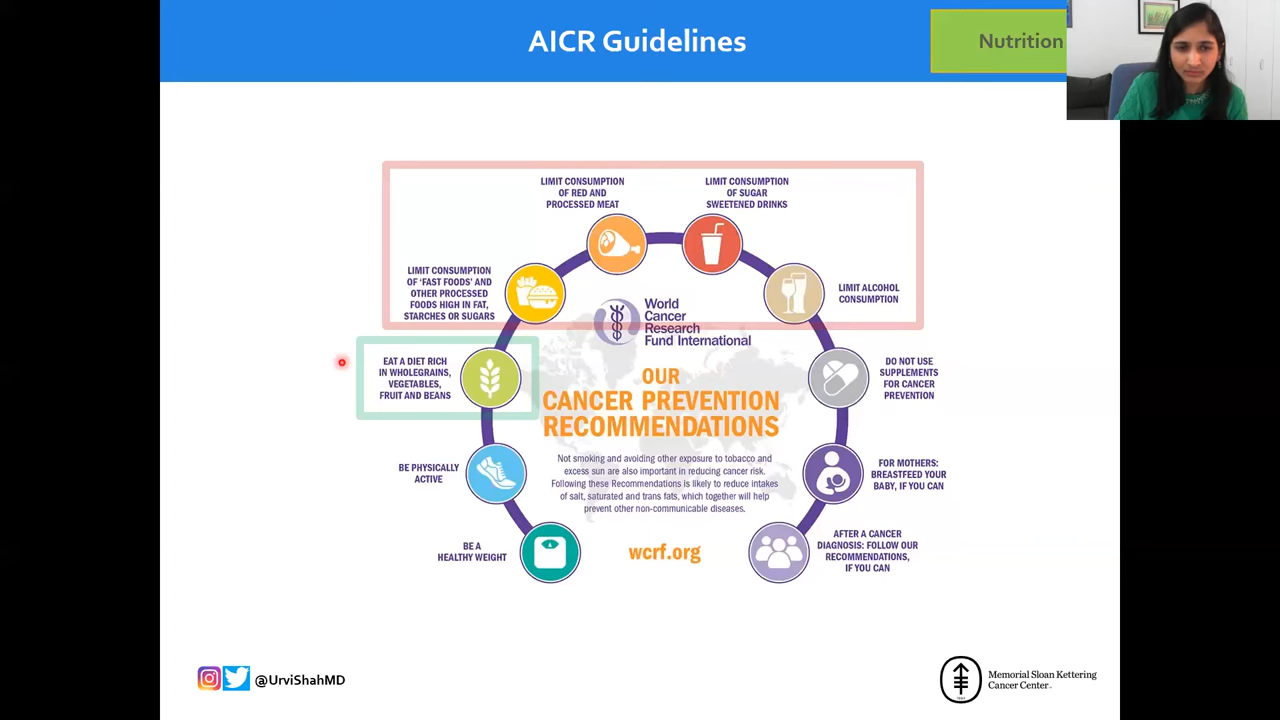 AICR Guidelines
Nutrition
LIMIT CONSUMPTION
OF RED AND
PROCESSED MEAT
LIMIT CONSUMPTION
OF SUGAR
SWEETENED DRINKS
LIMIT CONSUMPTION
OF 'FAST FOODS' AND
OTHER PROCESSED
FOODS HIGH IN FAT,
STARCHES OR SUGARS
LIMIT ALCOHOL
CONSUMPTION
World
Cancer
Research
Fund International
EAT A DIET RICH
IN WHOLEGRAINS,
VEGETABLES,
FRUIT AND BEANS
DO NOT USE
SUPPLEMENTS
FOR CANCER
PREVENTION
OUR
CANCER PREVENTION
RECOMMENDATIONS
Not smoking and avoiding other exposure to tobacco and
excess sun are also important in reducing cancer risk.
Following these Recommendations is likely to reduce intakes
of salt, saturated and trans fats, which together will help
prevent other non-communicable diseases.
BE PHYSICALLY
ACTIVE
FOR MOTHERS:
BREASTFEED YOUR
BABY, IF YOU CAN
BE A
HEALTHY WEIGHT
wcrf.org
AFTER A CANCER
DIAGNOSIS: FOLLOW OUR
RECOMMENDATIONS,
IF YOU CAN
@UrviShahMD
Memorial Sloan Kettering
Cancer Center